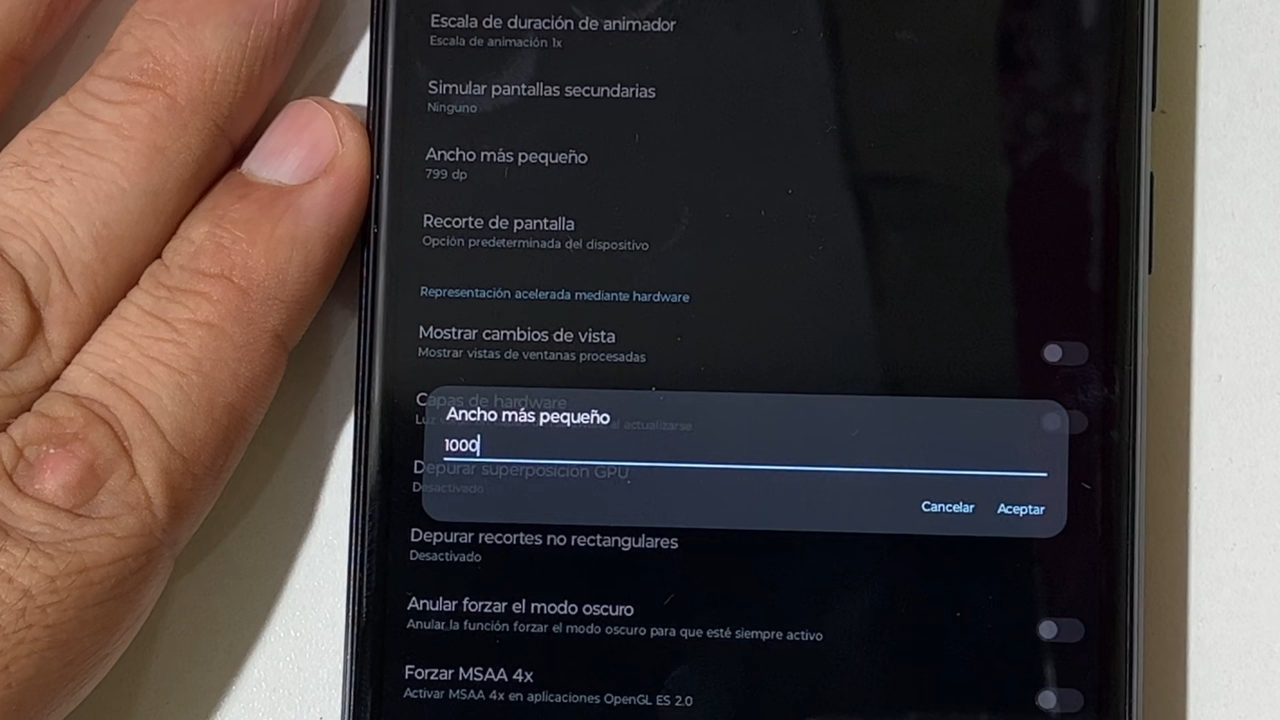 Escala de duración de animador
Escala de animación 1x
Simular pantallas secundarias
Ninguno
Ancho más pequeño
799 dp
Recorte de pantalla
Opción predeterminada del dispositivo
Representación acelerada mediante hardware
Mostrar cambios de vista
Mostrar vistas de ventanas procesadas
Capas de hardware
al actualizarse
Ancho más pequeño
1000
Depurar superposición GPU
Desactivado
Cancelar Aceptar
Depurar recortes no rectangulares
Desactivado
Anular forzar el modo oscuro
Anular la función forzar el modo oscuro para que esté siempre activo
Forzar MSAA 4x
Activar MSAA 4x en aplicaciones OpenGL ES 2.0